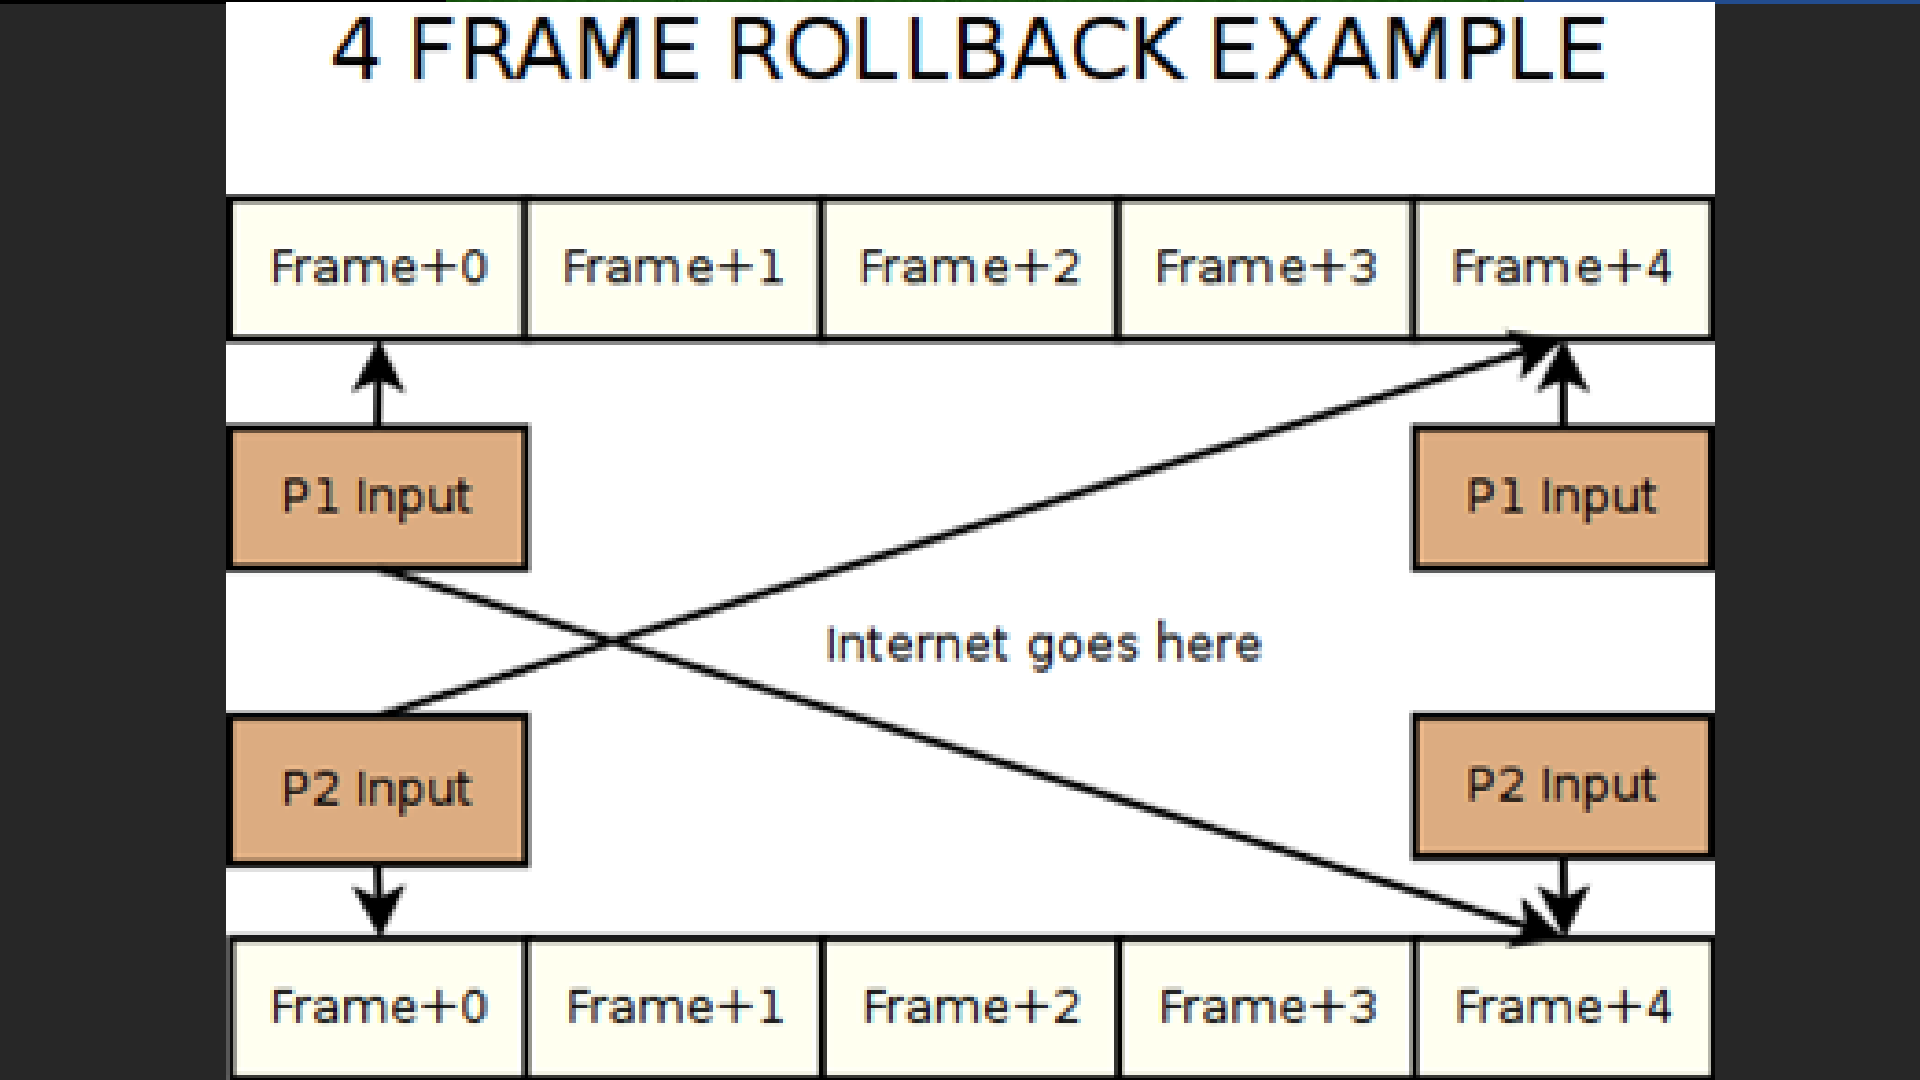 4 FRAME ROLLBACK EXAMPLE
Frame+0 Frame+1 Frame+2 Frame+3 Frame+4
P1 Input P1 Input
Internet goes here
P2 Input P2 Input
Frame+0 Frame+1 Frame+2 Frame+3 Frame+4